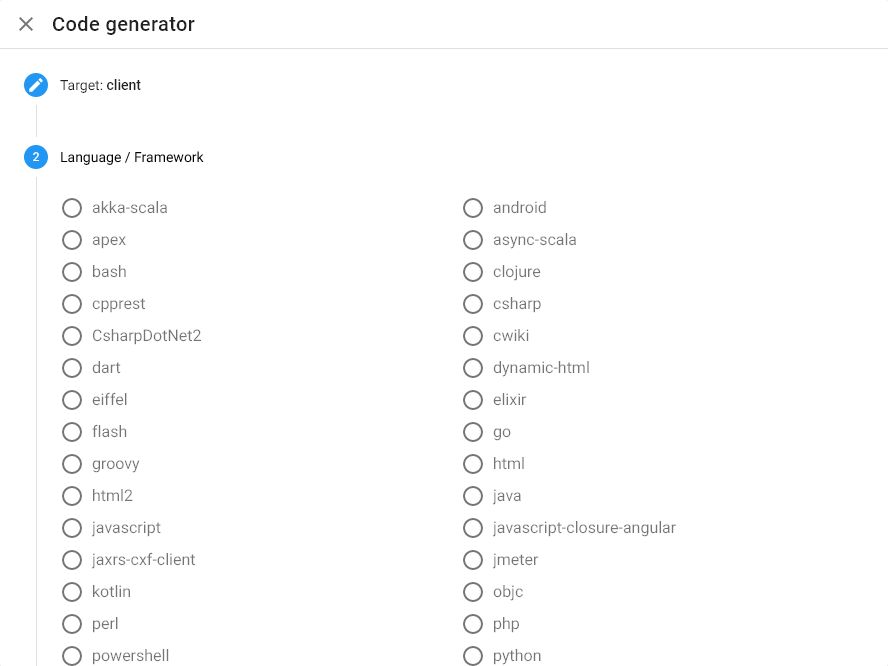 Code generator
Target: client
2 Language / Framework
akka-scala android
apex async-scala
bash clojure
cpprest csharp
CsharpDotNet2 cwiki
dart dynamic-html
eiffel elixir
flash go
groovy html
html2 java
javascript javascript-closure-angular
jaxrs-cxf-client jmeter
kotlin objc
perl php
powershell python